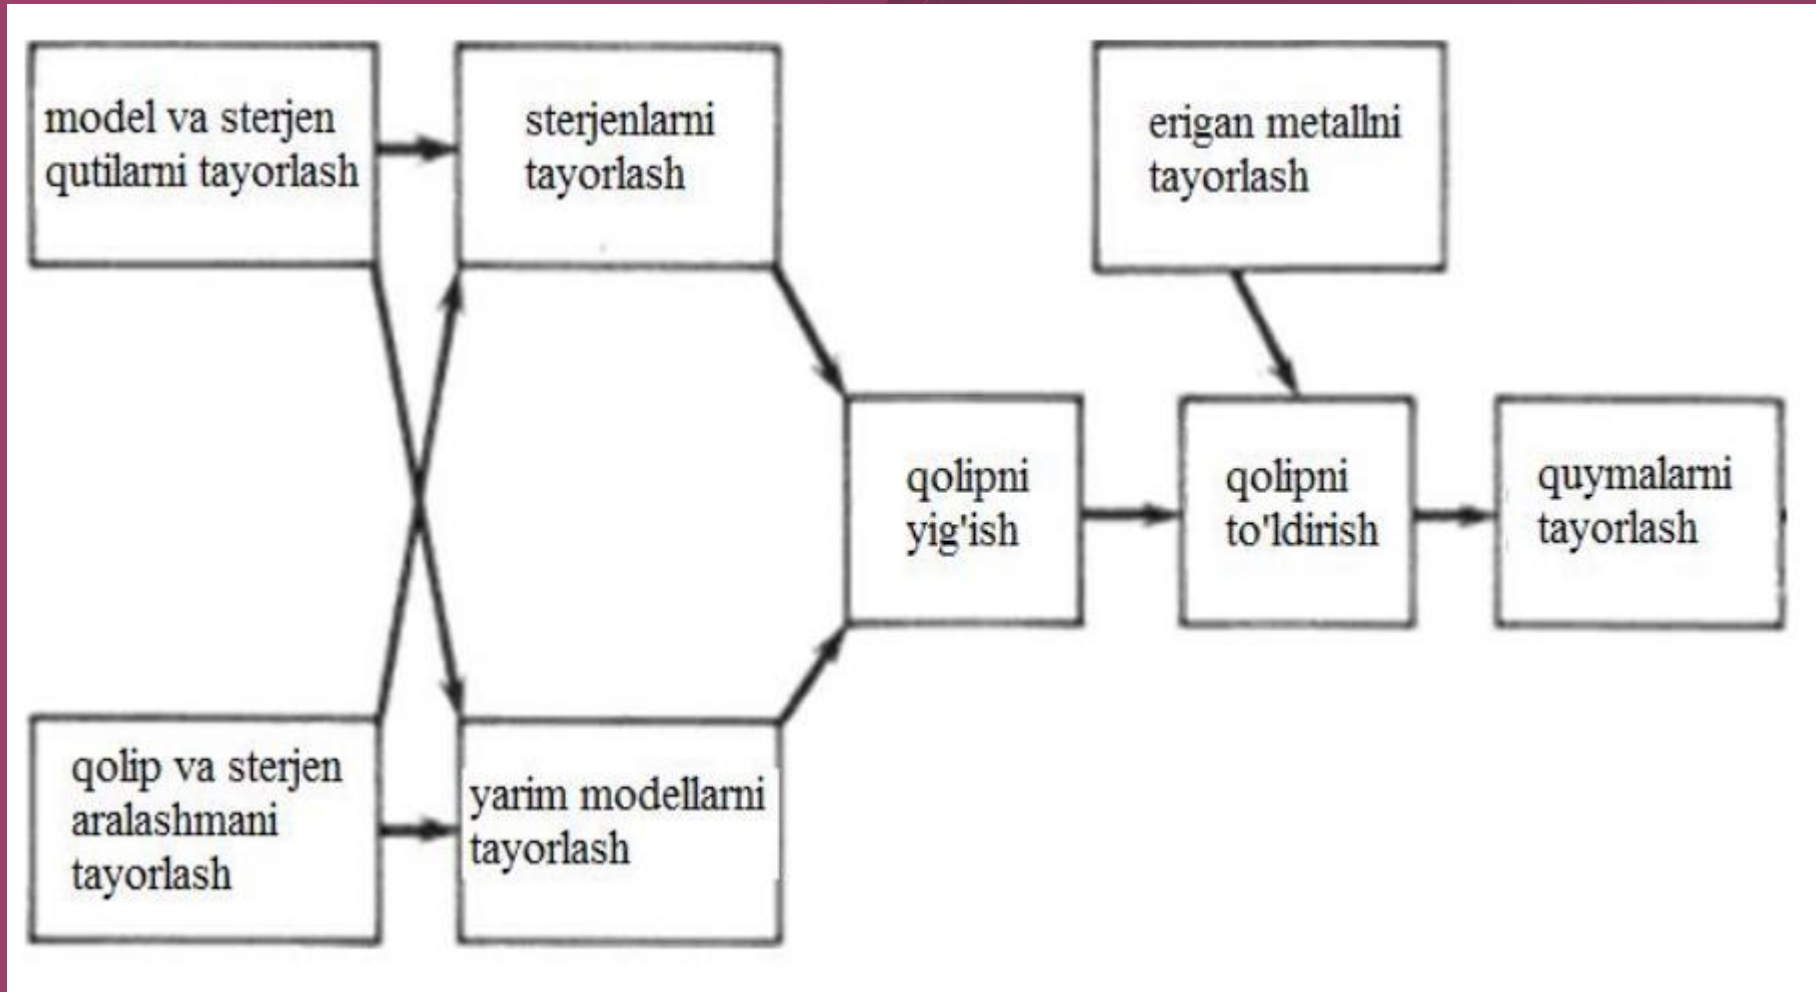 model va sterjen
qutilarni tayorlash
sterjenlarni
tayorlash
erigan metallni
tayorlash
qolipni
yig'ish
qolipni
to'ldirish
quymalarni
tayorlash
qolip va sterjen
aralashmani
tayorlash
yarim modellarni
tayorlash